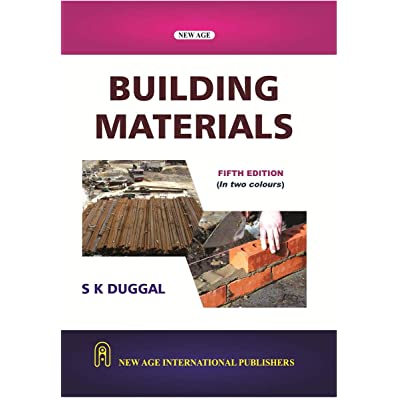 NEW AGE
BUILDING
MATERIALS
FIFTH EDITION
(In two colours)
S K DUGGAL
NEW AGE INTERNATIONAL PUBLISHERS